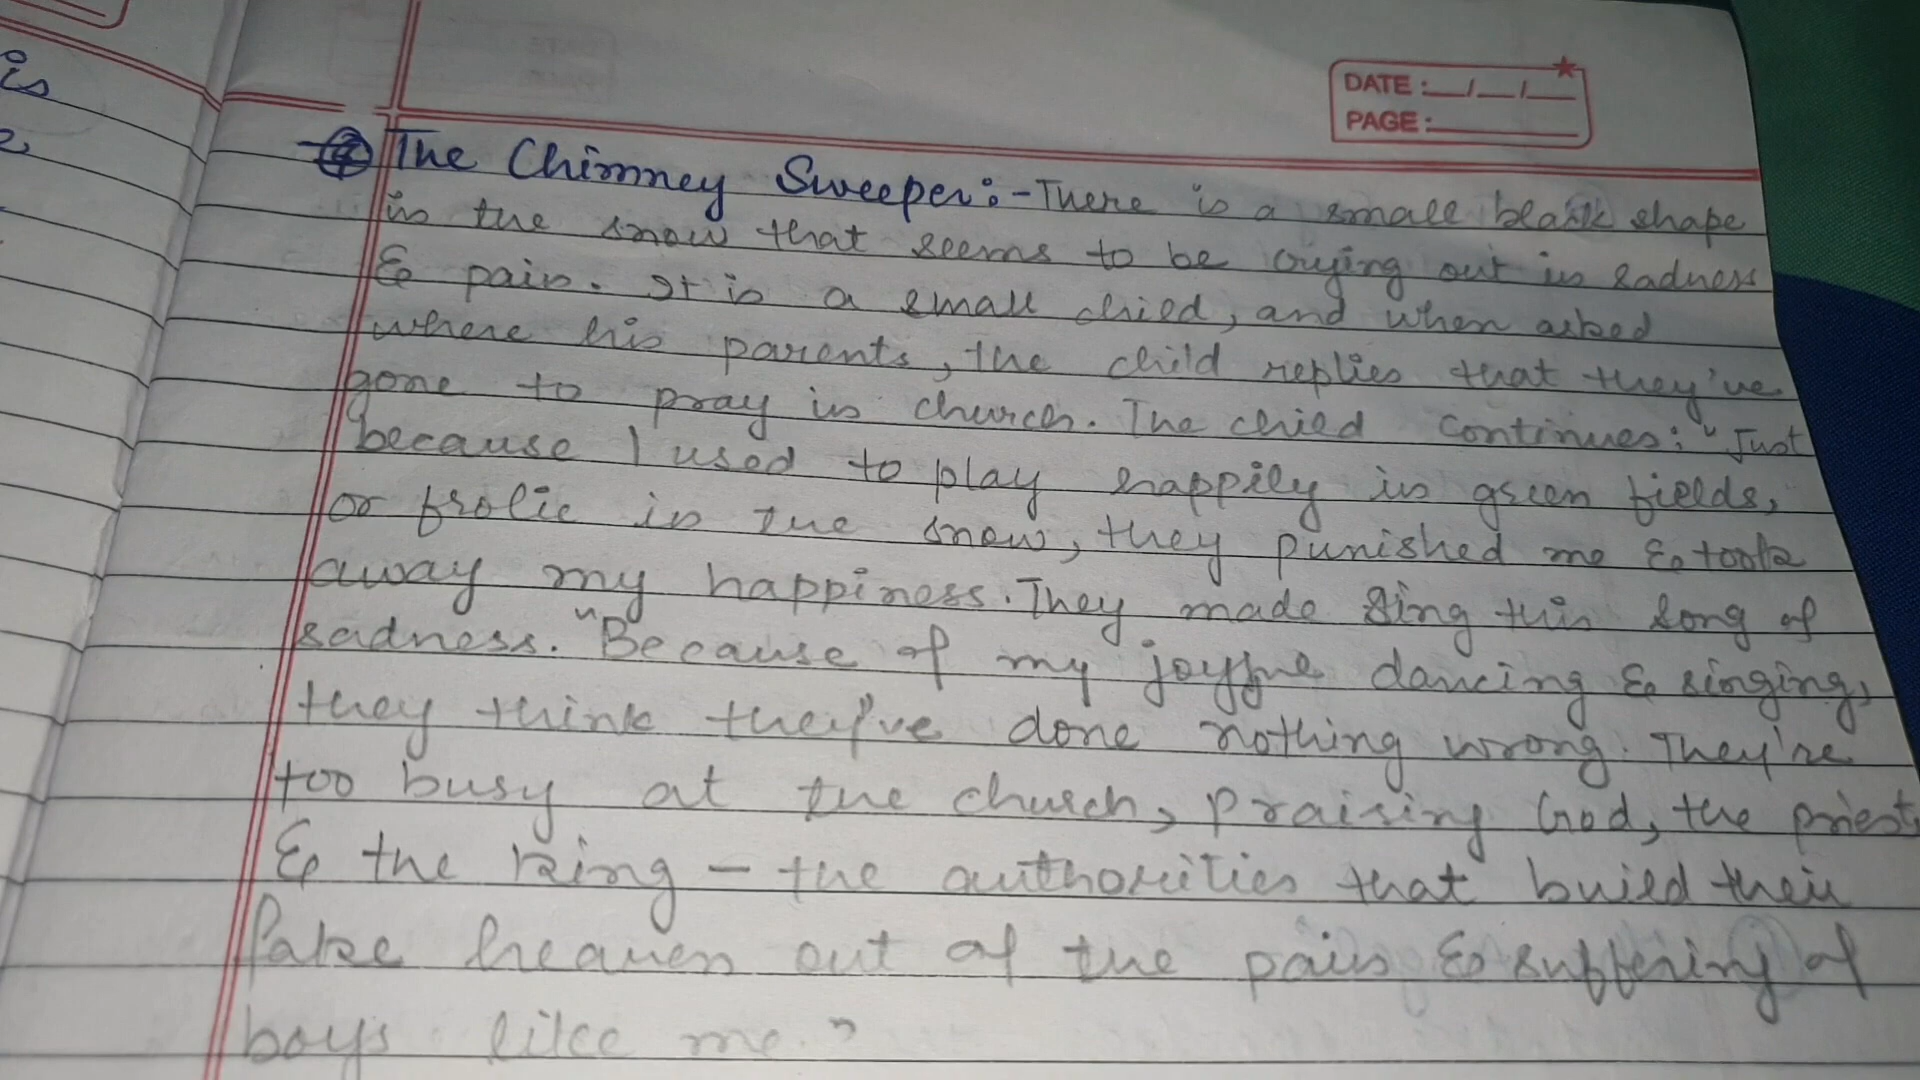 is
DATE: __/__/__
PAGE: ______
The Chimney Sweeper:- There is a small black shape
in the snow that seems to be crying out in sadness
& pain. It is a small child, and when asked
where his parents, the child replies that they've
gone to pray in church. The child continues: "Just
because I used to play happily in green fields,
or frolic in the snow, they punished me & took
away my happiness. They made sing this song of
sadness. "Because of my dancing & singing,
they think they've done nothing wrong. They're
too busy at the church, praising God, the priest,
& the king - the authorities that build their
fake heaven out of the pain & suffering of
boys like me."